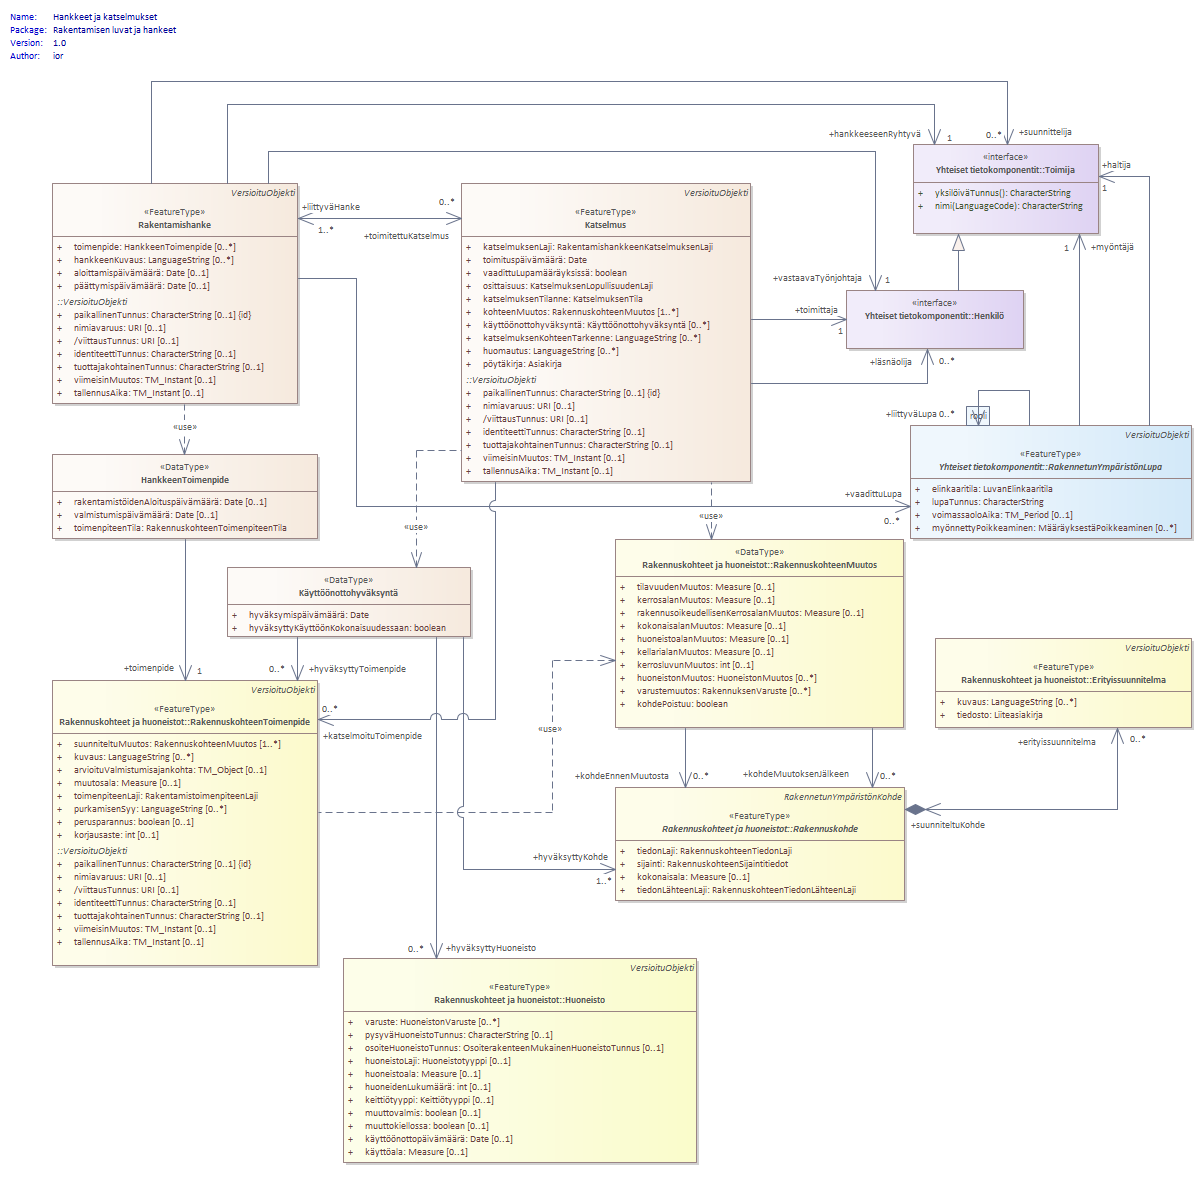 Name: Hankkeet ja katselmukset
Package: Rakentamisen luvat ja hankeet
Version: 1.0
Author: ior
+hankkeeseenRyhtyvä
1
0..*
+suunnittelija
«interface»
Yhteiset tietokomponentit::Toimija
+ yksilöiväTunnus(): CharacterString
+ nimi(LanguageCode): CharacterString
+haltija
1
VersioituObjekti
«FeatureType»
Rakentamishanke
+ toimenpide: HankkeenToimenpide [0..*]
+ hankkeenKuvaus: LanguageString [0..*]
+ aloittamispäivämäärä: Date [0..1]
+ päättymispäivämäärä: Date [0..1]
::VersioituObjekti
+ paikallinenTunnus: CharacterString [0..1] {id}
+ nimiavaruus: URI [0..1]
+ /viittausTunnus: URI [0..1]
+ identiteettiTunnus: CharacterString [0..1]
+ tuottajakohtainenTunnus: CharacterString [0..1]
+ viimeisinMuutos: TM_Instant [0..1]
+ tallennusAika: TM_Instant [0..1]
+liittyväHanke
1..*
0..*
+toimitettuKatselmus
VersioituObjekti
«FeatureType»
Katselmus
+ katselmuksenLaji: RakentamishankkeenKatselmuksenLaji
+ toimituspäivämäärä: Date
+ vaadittuLupamääräyksissä: boolean
+ osittaisuus: KatselmuksenLopullisuudenLaji
+ katselmuksenTilanne: KatselmuksenTila
+ kohteenMuutos: RakennuskohteenMuutos [1..*]
+ käyttöönottohyväksyntä: Käyttöönottohyväksyntä [0..*]
+ katselmuksenKohteenTarkenne: LanguageString [0..*]
+ huomautus: LanguageString [0..*]
+ pöytäkirja: Asiakirja
::VersioituObjekti
+ paikallinenTunnus: CharacterString [0..1] {id}
+ nimiavaruus: URI [0..1]
+ /viittausTunnus: URI [0..1]
+ identiteettiTunnus: CharacterString [0..1]
+ tuottajakohtainenTunnus: CharacterString [0..1]
+ viimeisinMuutos: TM_Instant [0..1]
+ tallennusAika: TM_Instant [0..1]
1
+myöntäjä
+vastaavaTyönjohtaja
1
«interface»
Yhteiset tietokomponentit::Henkilö
+toimittaja
1
+läsnäolija
0..*
+liittyväLupa 0..*
VersioituObjekti
«FeatureType»
Yhteiset tietokomponentit::RakennetunYmpäristönLupa
+ elinkaaritila: LuvanElinkaaritila
+ lupaTunnus: CharacterString
+ voimassaoloAika: TM_Period [0..1]
+ myönnettyPoikkeaminen: MääräyksestäPoikkeaminen [0..*]
+vaadittuLupa
0..*
«use»
«DataType»
HankkeenToimenpide
+ rakentamistöidenAloituspäivämäärä: Date [0..1]
+ valmistumispäivämäärä: Date [0..1]
+ toimenpiteenTila: RakennuskohteenToimenpiteenTila
«use»
«use»
«DataType»
Käyttöönottohyväksyntä
+ hyväksymispäivämäärä: Date
+ hyväksyttyKäyttöönKokonaisuudessaan: boolean
«DataType»
Rakennuskohteet ja huoneistot::RakennuskohteenMuutos
+ tilavuudenMuutos: Measure [0..1]
+ kerrosalanMuutos: Measure [0..1]
+ rakennusoikeudellisenKerrosalanMuutos: Measure [0..1]
+ kokonaisalanMuutos: Measure [0..1]
+ huoneistoalanMuutos: Measure [0..1]
+ kellarialanMuutos: Measure [0..1]
+ kerrosluvunMuutos: int [0..1]
+ huoneistonMuutos: HuoneistonMuutos [0..*]
+ varustemuutos: RakennuksenVaruste [0..*]
+ kohdePoistuu: boolean
VersioituObjekti
«FeatureType»
Rakennuskohteet ja huoneistot::Erityissuunnitelma
+ kuvaus: LanguageString [0..*]
+ tiedosto: Liiteasiakirja
+toimenpide
1
0..*
+hyväksyttyToimenpide
VersioituObjekti
«FeatureType»
Rakennuskohteet ja huoneistot::RakennuskohteenToimenpide
+ suunniteltuMuutos: RakennuskohteenMuutos [1..*]
+ kuvaus: LanguageString [0..*]
+ arvioituValmistumisajankohta: TM_Object [0..1]
+ muutosala: Measure [0..1]
+ toimenpiteenLaji: RakentamistoimenpiteenLaji
+ purkamisenSyy: LanguageString [0..*]
+ perusparannus: boolean [0..1]
+ korjausaste: int [0..1]
::VersioituObjekti
+ paikallinenTunnus: CharacterString [0..1] {id}
+ nimiavaruus: URI [0..1]
+ /viittausTunnus: URI [0..1]
+ identiteettiTunnus: CharacterString [0..1]
+ tuottajakohtainenTunnus: CharacterString [0..1]
+ viimeisinMuutos: TM_Instant [0..1]
+ tallennusAika: TM_Instant [0..1]
0..*
+katselmoituToimenpide
«use»
+kohdeEnnenMuutosta
0..*
+kohdeMuutoksenJälkeen
0..*
+erityissuunnitelma
0..*
RakennetunYmpäristönKohde
«FeatureType»
Rakennuskohteet ja huoneistot::Rakennuskohde
+ tiedonLaji: RakennuskohteenTiedonLaji
+ sijainti: RakennuskohteenSijaintitiedot
+ kokonaisala: Measure [0..1]
+ tiedonLähteenLaji: RakennuskohteenTiedonLähteenLaji
+suunniteltuKohde
+hyväksyttyKohde
1..*
0..*
+hyväksyttyHuoneisto
VersioituObjekti
«FeatureType»
Rakennuskohteet ja huoneistot::Huoneisto
+ varuste: HuoneistonVaruste [0..*]
+ pysyväHuoneistoTunnus: CharacterString [0..1]
+ osoiteHuoneistoTunnus: OsoiterakenteenMukainenHuoneistoTunnus [0..1]
+ huoneistoLaji: Huoneistotyyppi [0..1]
+ huoneistoala: Measure [0..1]
+ huoneidenLukumäärä: int [0..1]
+ keittiötyyppi: Keittiötyyppi [0..1]
+ muuttovalmis: boolean [0..1]
+ muuttokiellossa: boolean [0..1]
+ käyttöönottopäivämäärä: Date [0..1]
+ käyttöala: Measure [0..1]